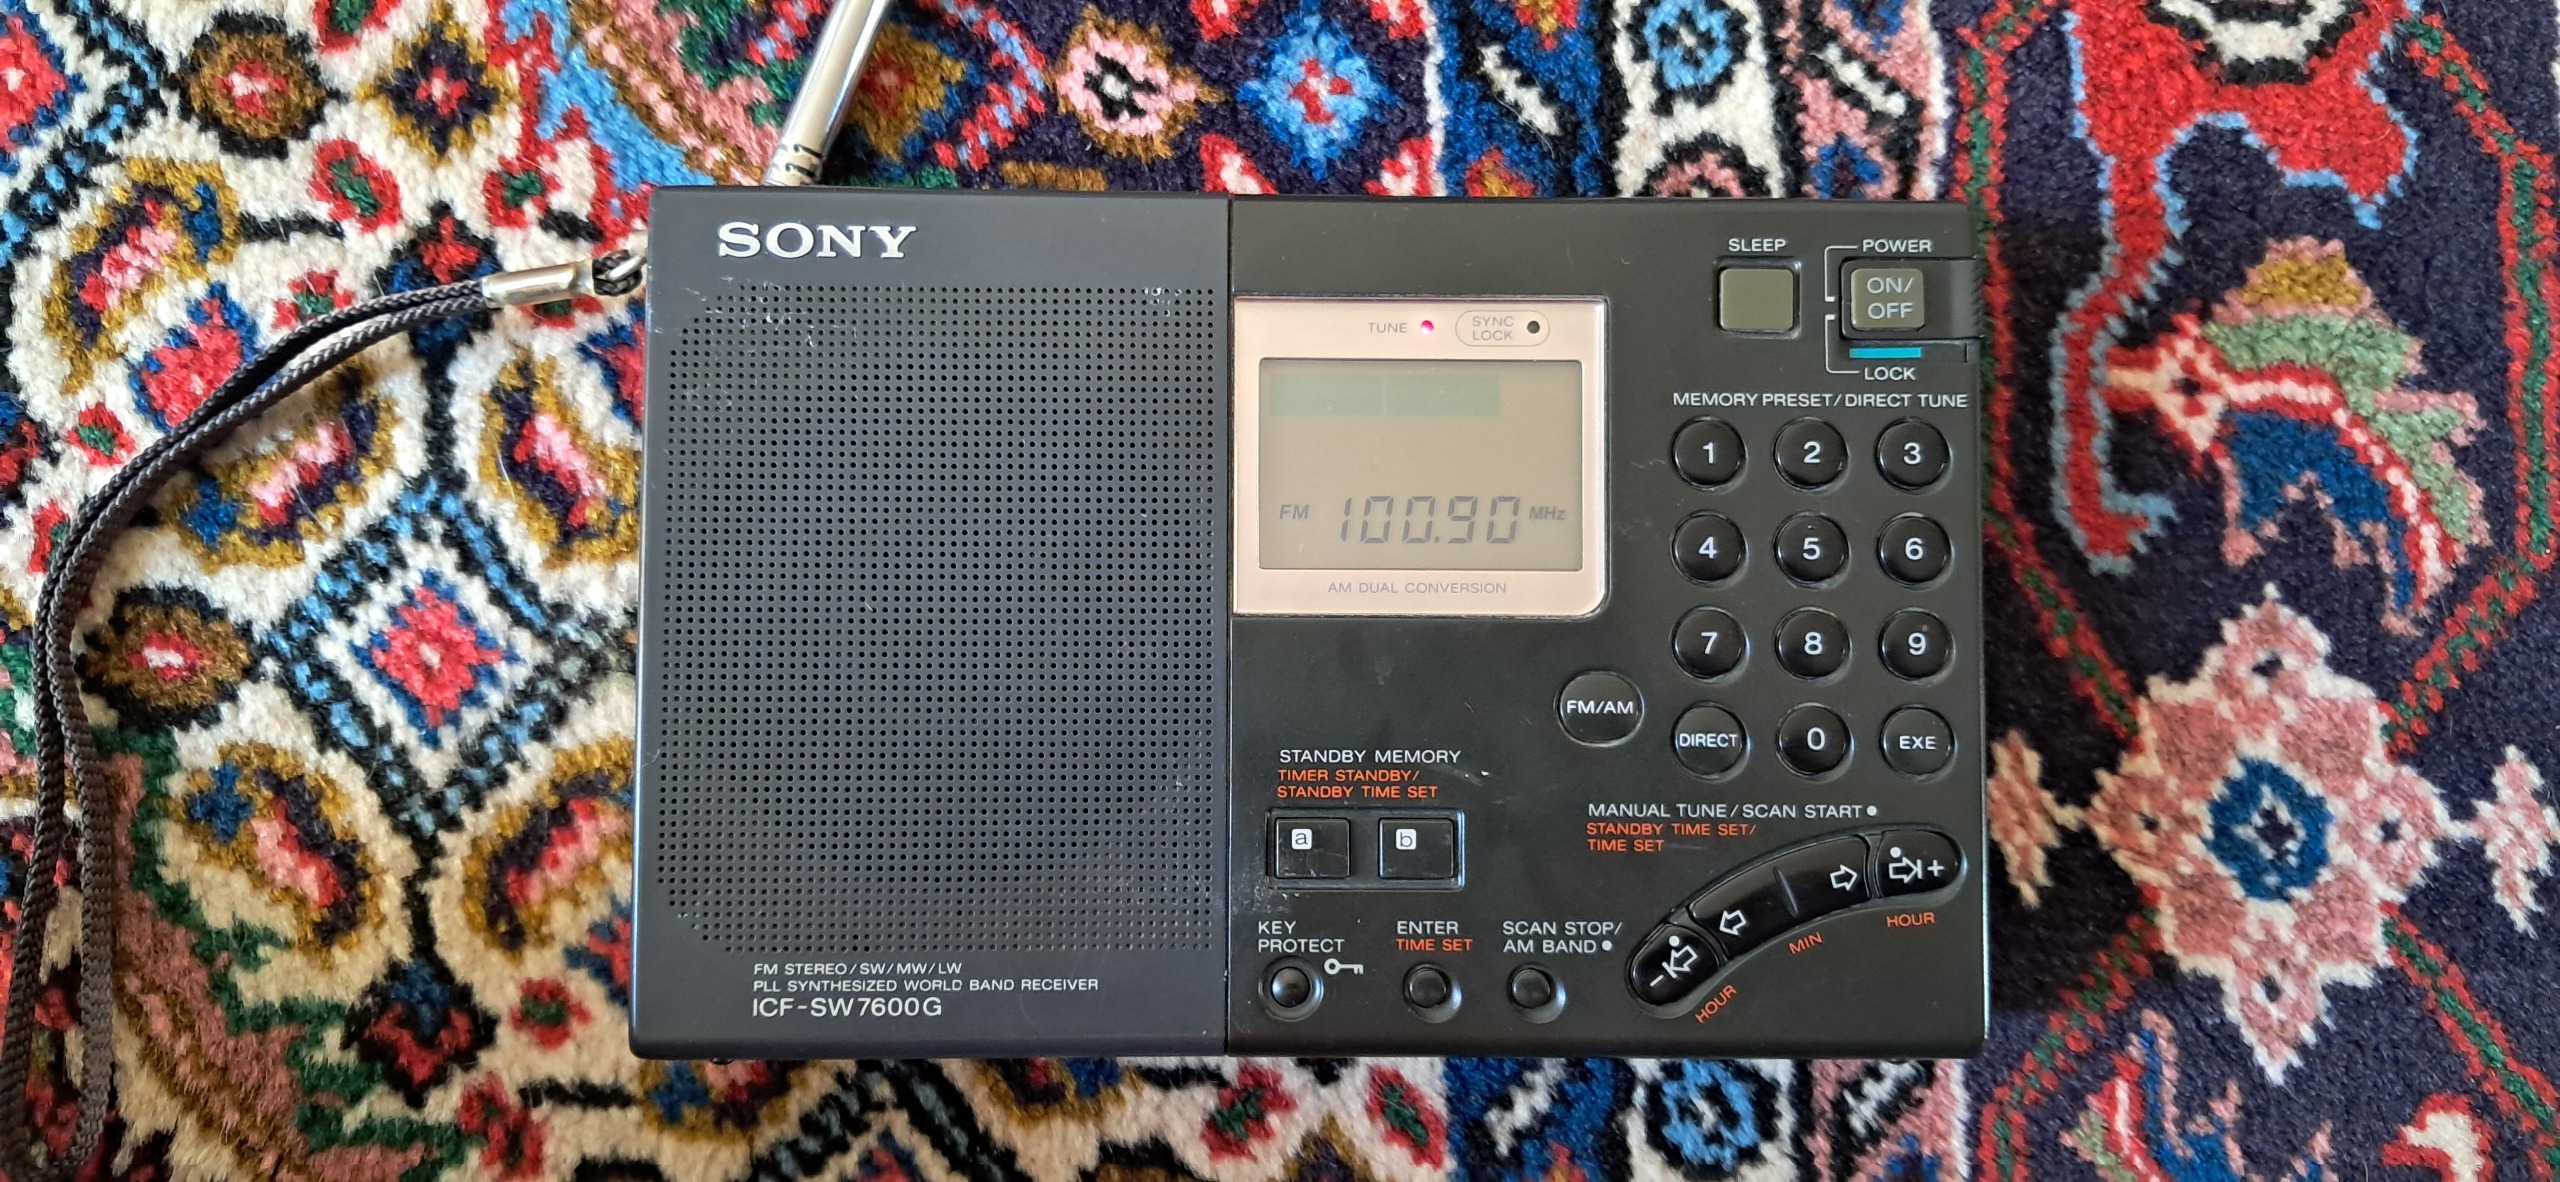 SONY
FM STEREO/SW/MW/LW
PLL SYNTHESIZED WORLD BAND RECEIVER
ICF-SW7600G
TUNE
SYNC
LOCK
FM 100.90 MHz
AM DUAL CONVERSION
SLEEP
POWER
ON/
OFF
LOCK
MEMORY PRESET/DIRECT TUNE
1 2 3
4 5 6
7 8 9
FM/AM
DIRECT 0 EXE
STANDBY MEMORY
TIMER STANDBY/
STANDBY TIME SET
a b
MANUAL TUNE/SCAN START
STANDBY TIME SET/
TIME SET
KEY
PROTECT
ENTER
TIME SET
SCAN STOP/
AM BAND
+
-
HOUR
MIN
HOUR